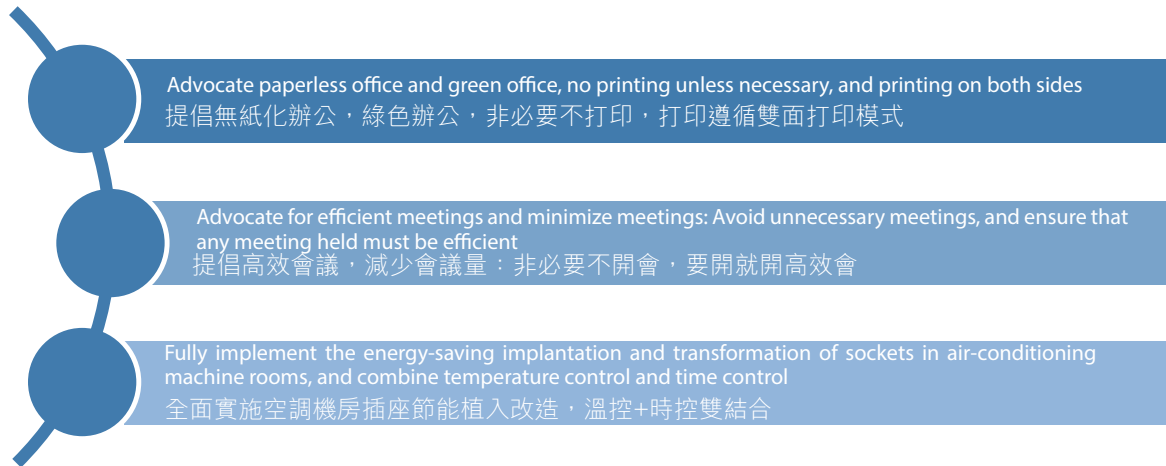 Advocate paperless office and green office, no printing unless necessary, and printing on both sides
提倡無紙化辦公，綠色辦公，非必要不打印，打印遵循雙面打印模式
Advocate for efficient meetings and minimize meetings: Avoid unnecessary meetings, and ensure that
any meeting held must be efficient
提倡高效會議，減少會議量：非必要不開會，要開就開高效會
Fully implement the energy-saving implantation and transformation of sockets in air-conditioning
machine rooms, and combine temperature control and time control
全面實施空調機房插座節能植入改造，溫控+時控雙結合